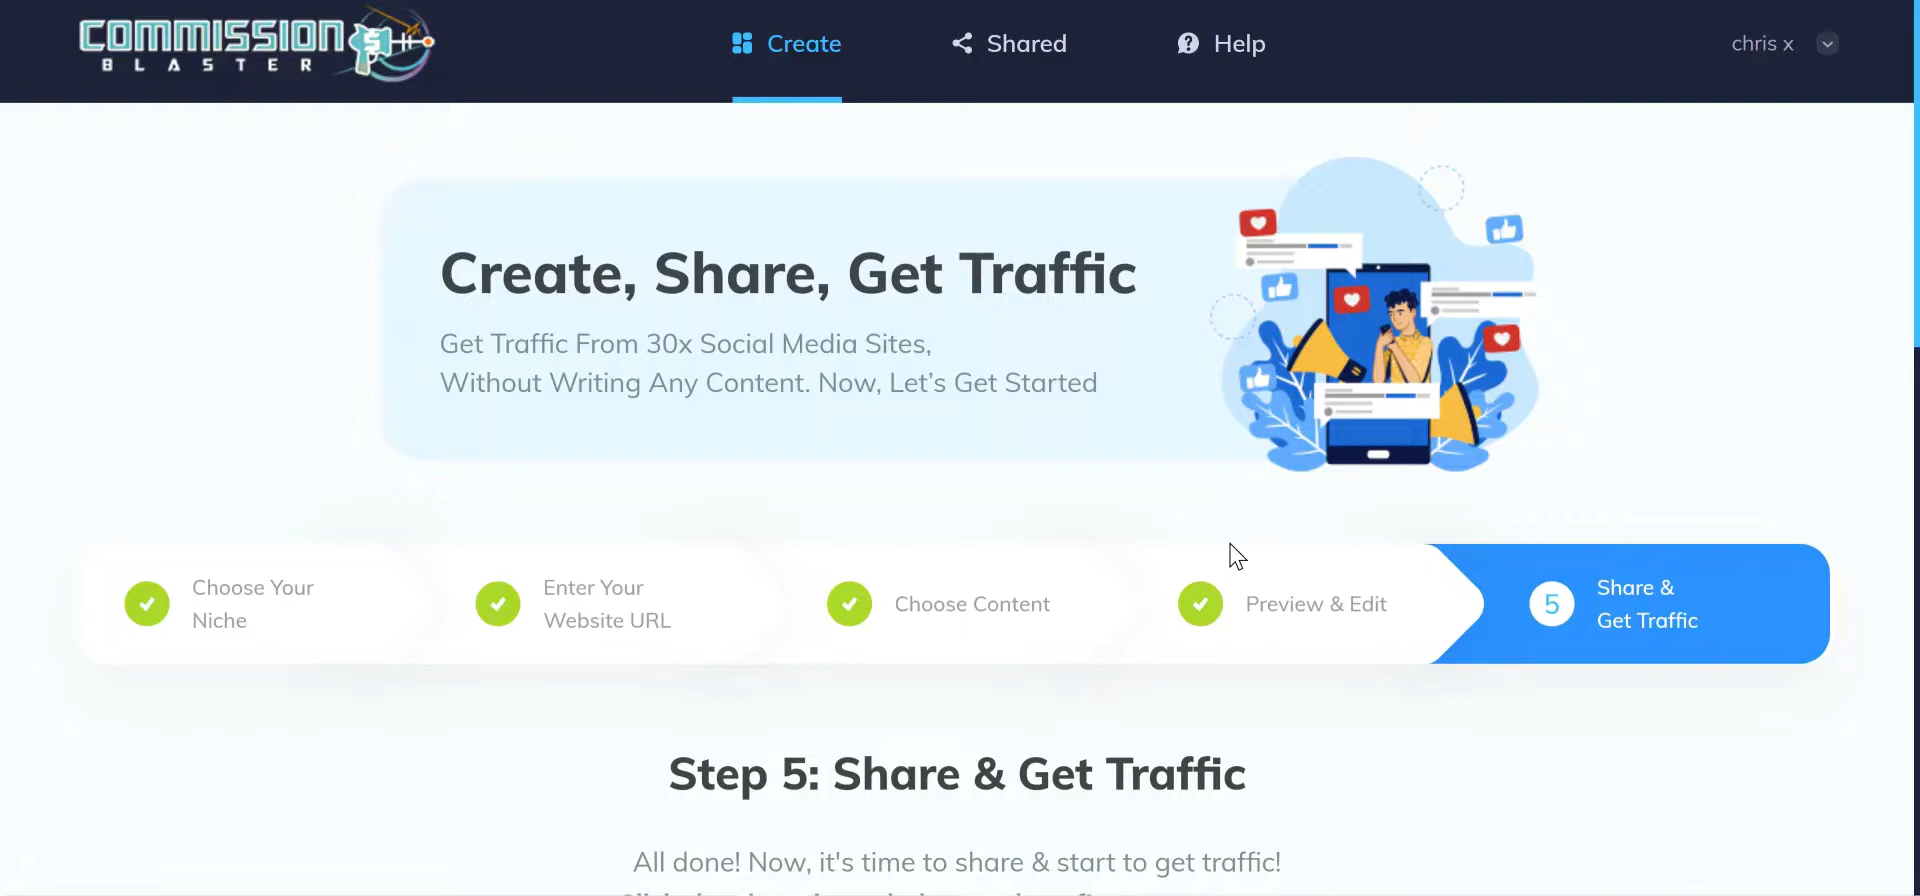 COMMISSION
BLASTER
Create
Shared
Help
chris x
Create, Share, Get Traffic
Get Traffic From 30x Social Media Sites,
Without Writing Any Content. Now, Let’s Get Started
Choose Your
Niche
Enter Your
Website URL
Choose Content
Preview & Edit
5
Share &
Get Traffic
Step 5: Share & Get Traffic
All done! Now, it's time to share & start to get traffic!